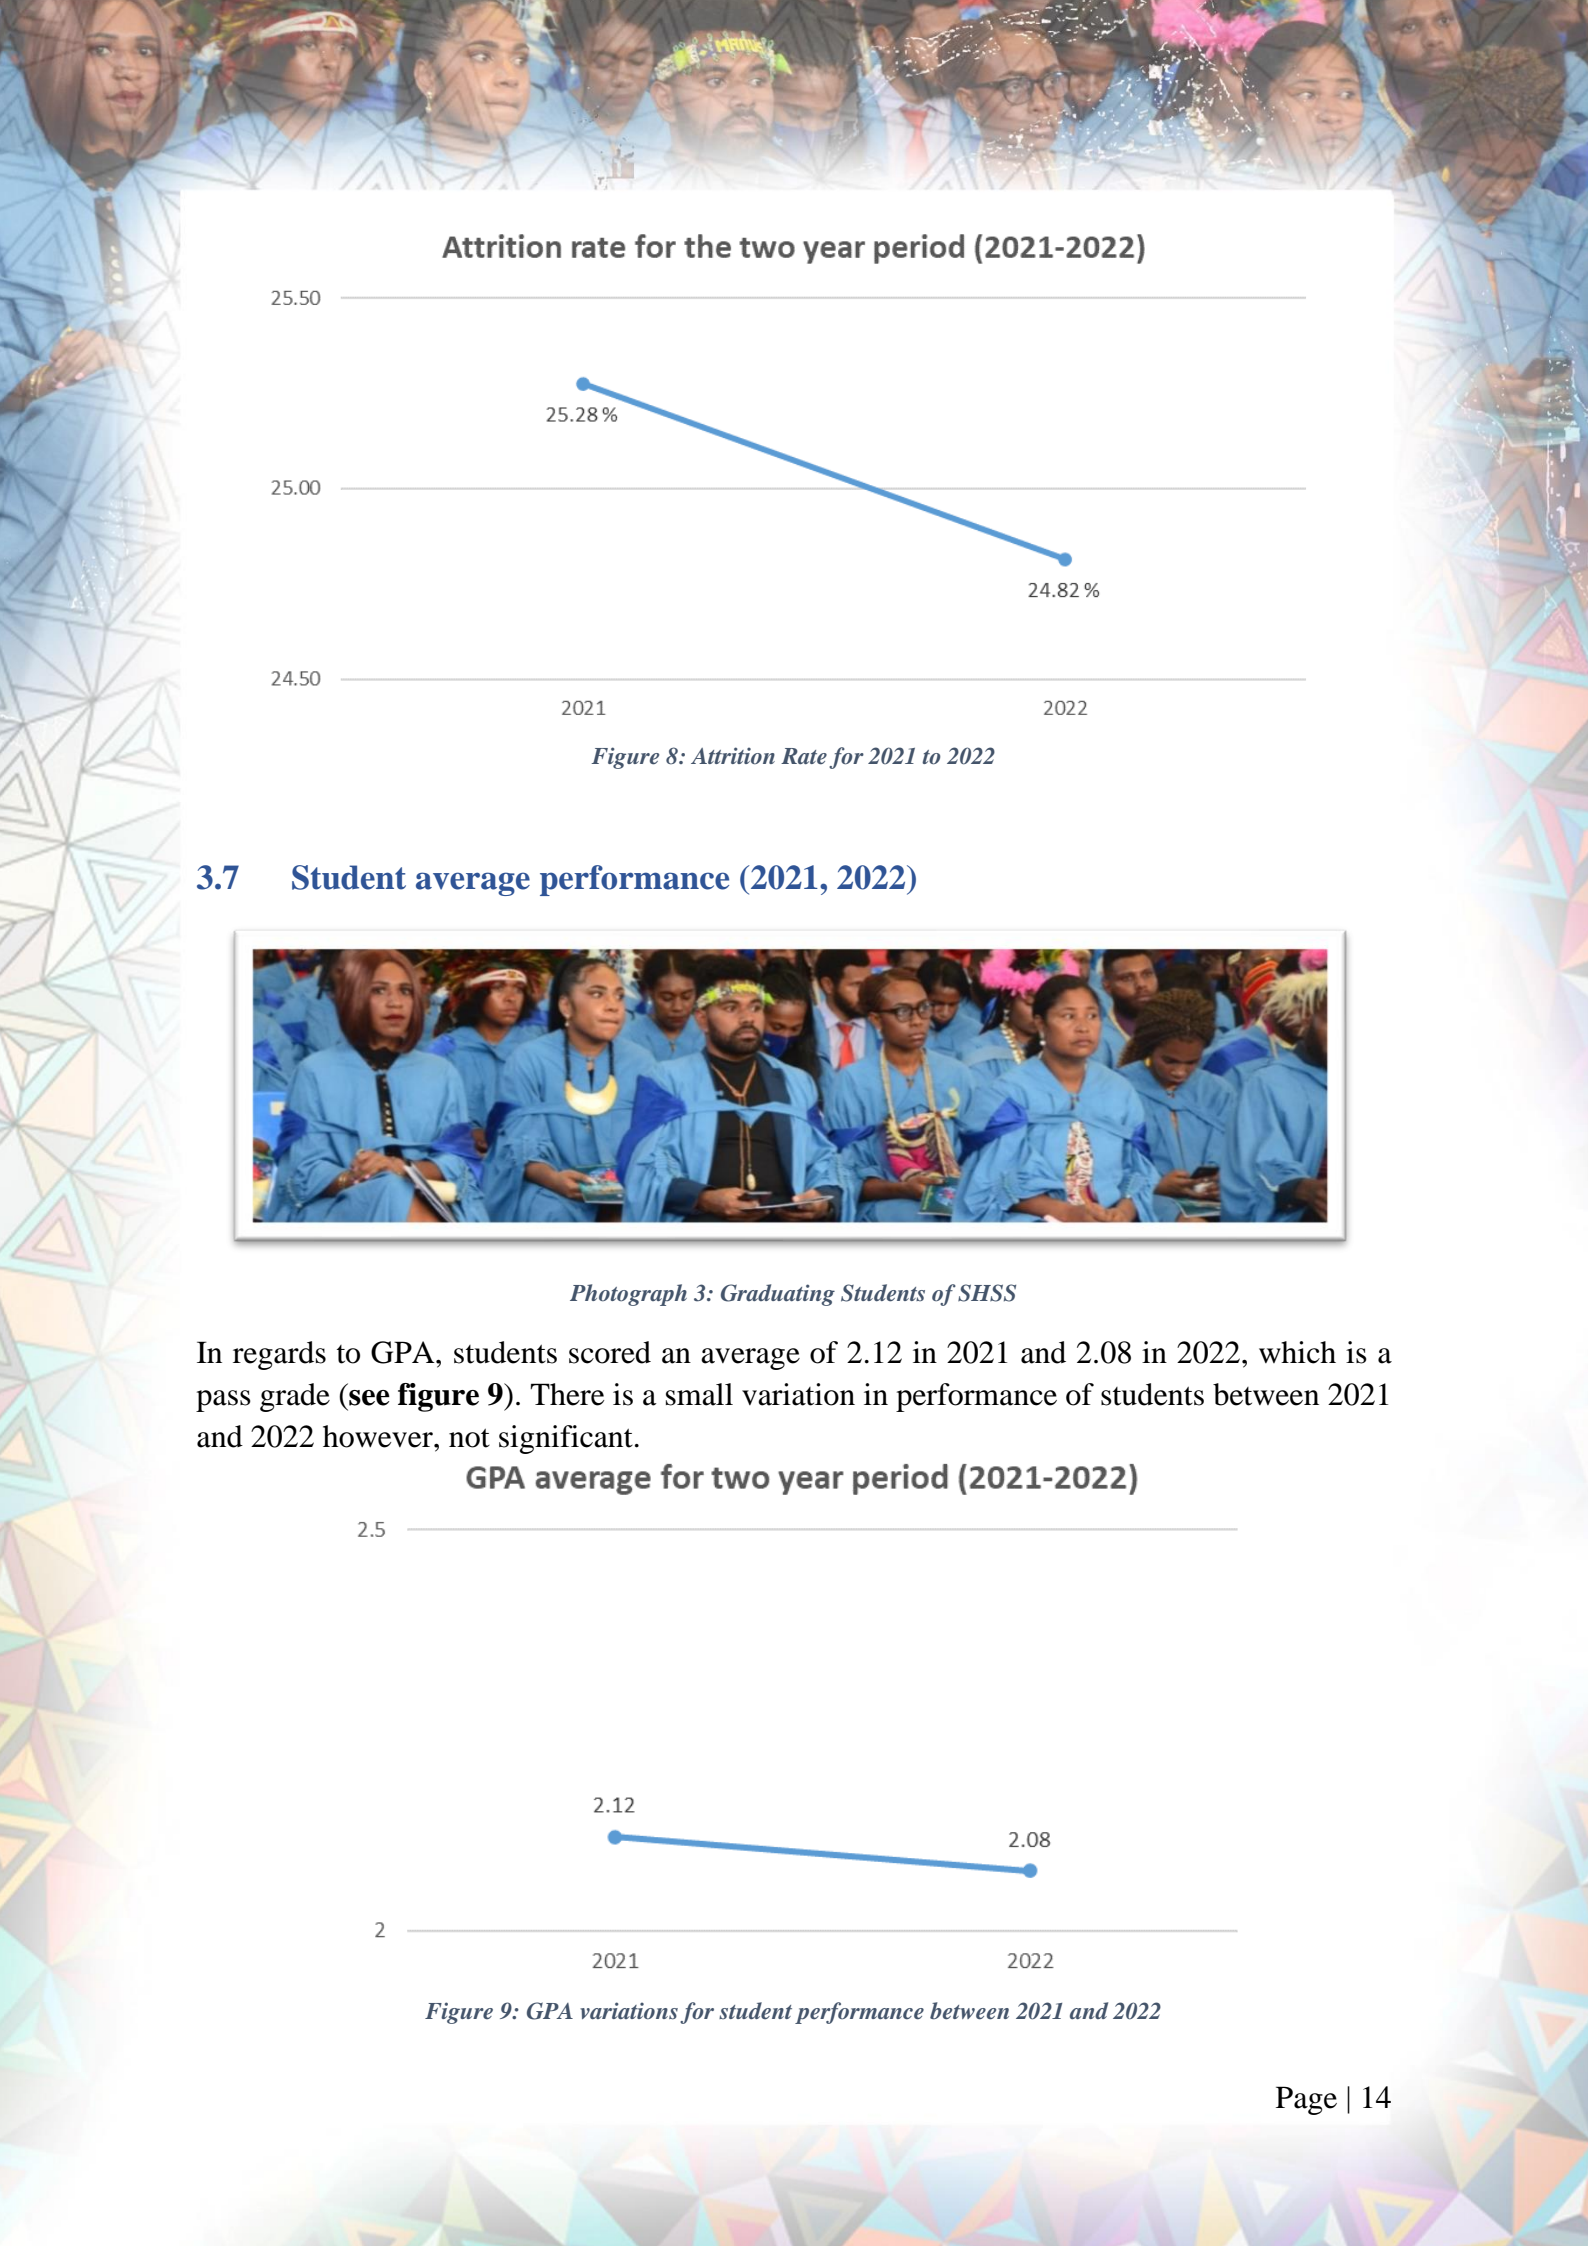 MANUS
Attrition rate for the two year period (2021-2022)
25.50
25.28 %
25.00
24.82 %
24.50
2021 2022
Figure 8: Attrition Rate for 2021 to 2022
3.7 Student average performance (2021, 2022)
MANUS
Photograph 3: Graduating Students of SHSS
In regards to GPA, students scored an average of 2.12 in 2021 and 2.08 in 2022, which is a
pass grade (see figure 9). There is a small variation in performance of students between 2021
and 2022 however, not significant.
GPA average for two year period (2021-2022)
2.5
2.12
2.08
2
2021 2022
Figure 9: GPA variations for student performance between 2021 and 2022
Page | 14